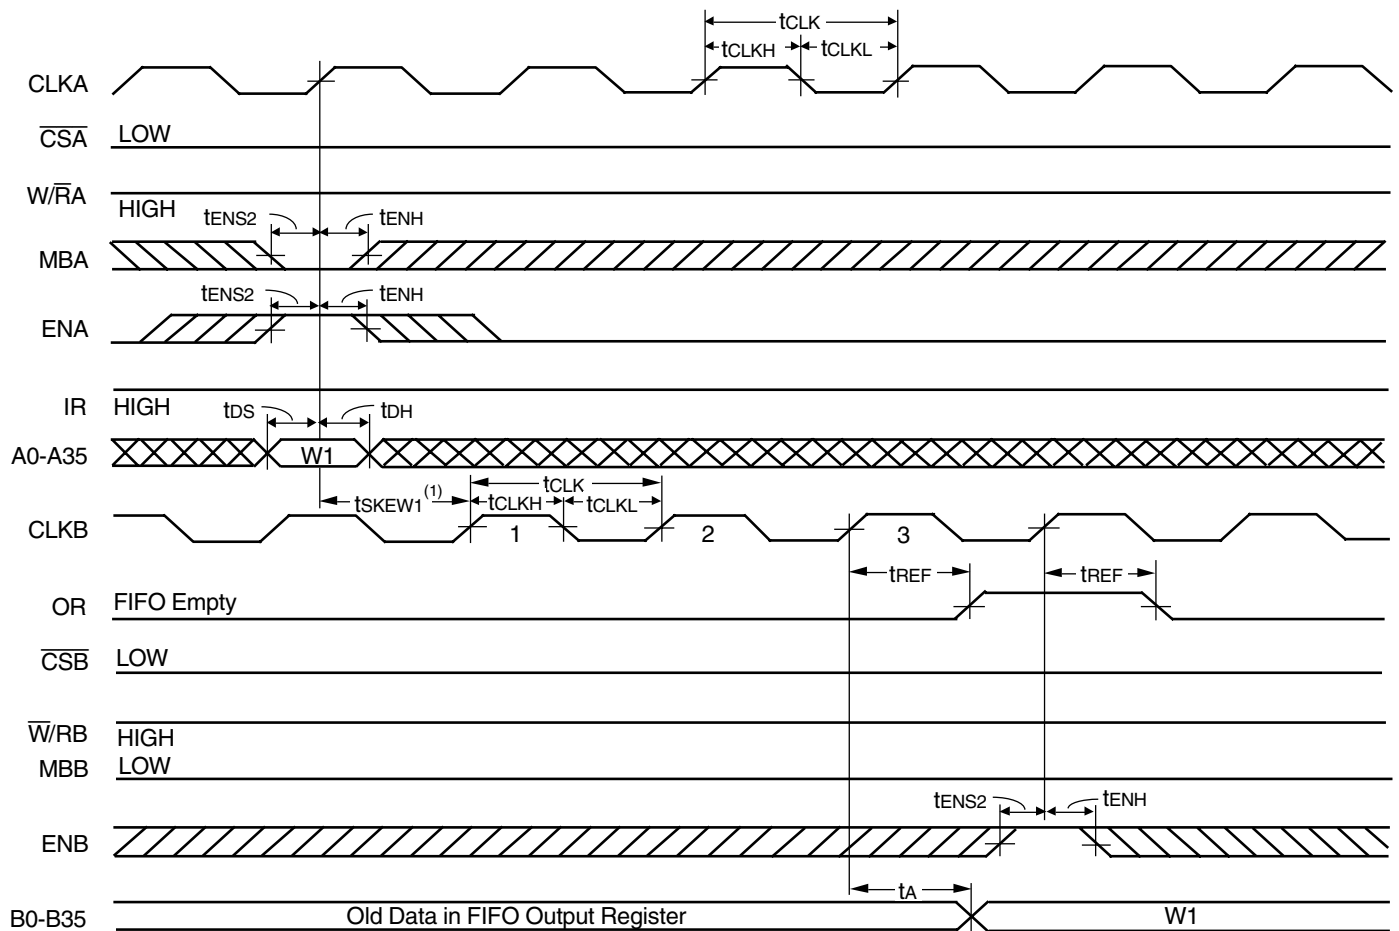 tCLK
tCLKH tCLKL
CLKA
CSA LOW
W/RA
HIGH
tENS2 tENH
MBA
tENS2 tENH
ENA
IR HIGH
tDS tDH
A0-A35 W1
tCLK
tSKEW1(1) tCLKH tCLKL
CLKB 1 2 3
tREF tREF
OR FIFO Empty
CSB LOW
W/RB HIGH
MBB LOW
tENS2 tENH
ENB
tA
B0-B35 Old Data in FIFO Output Register W1